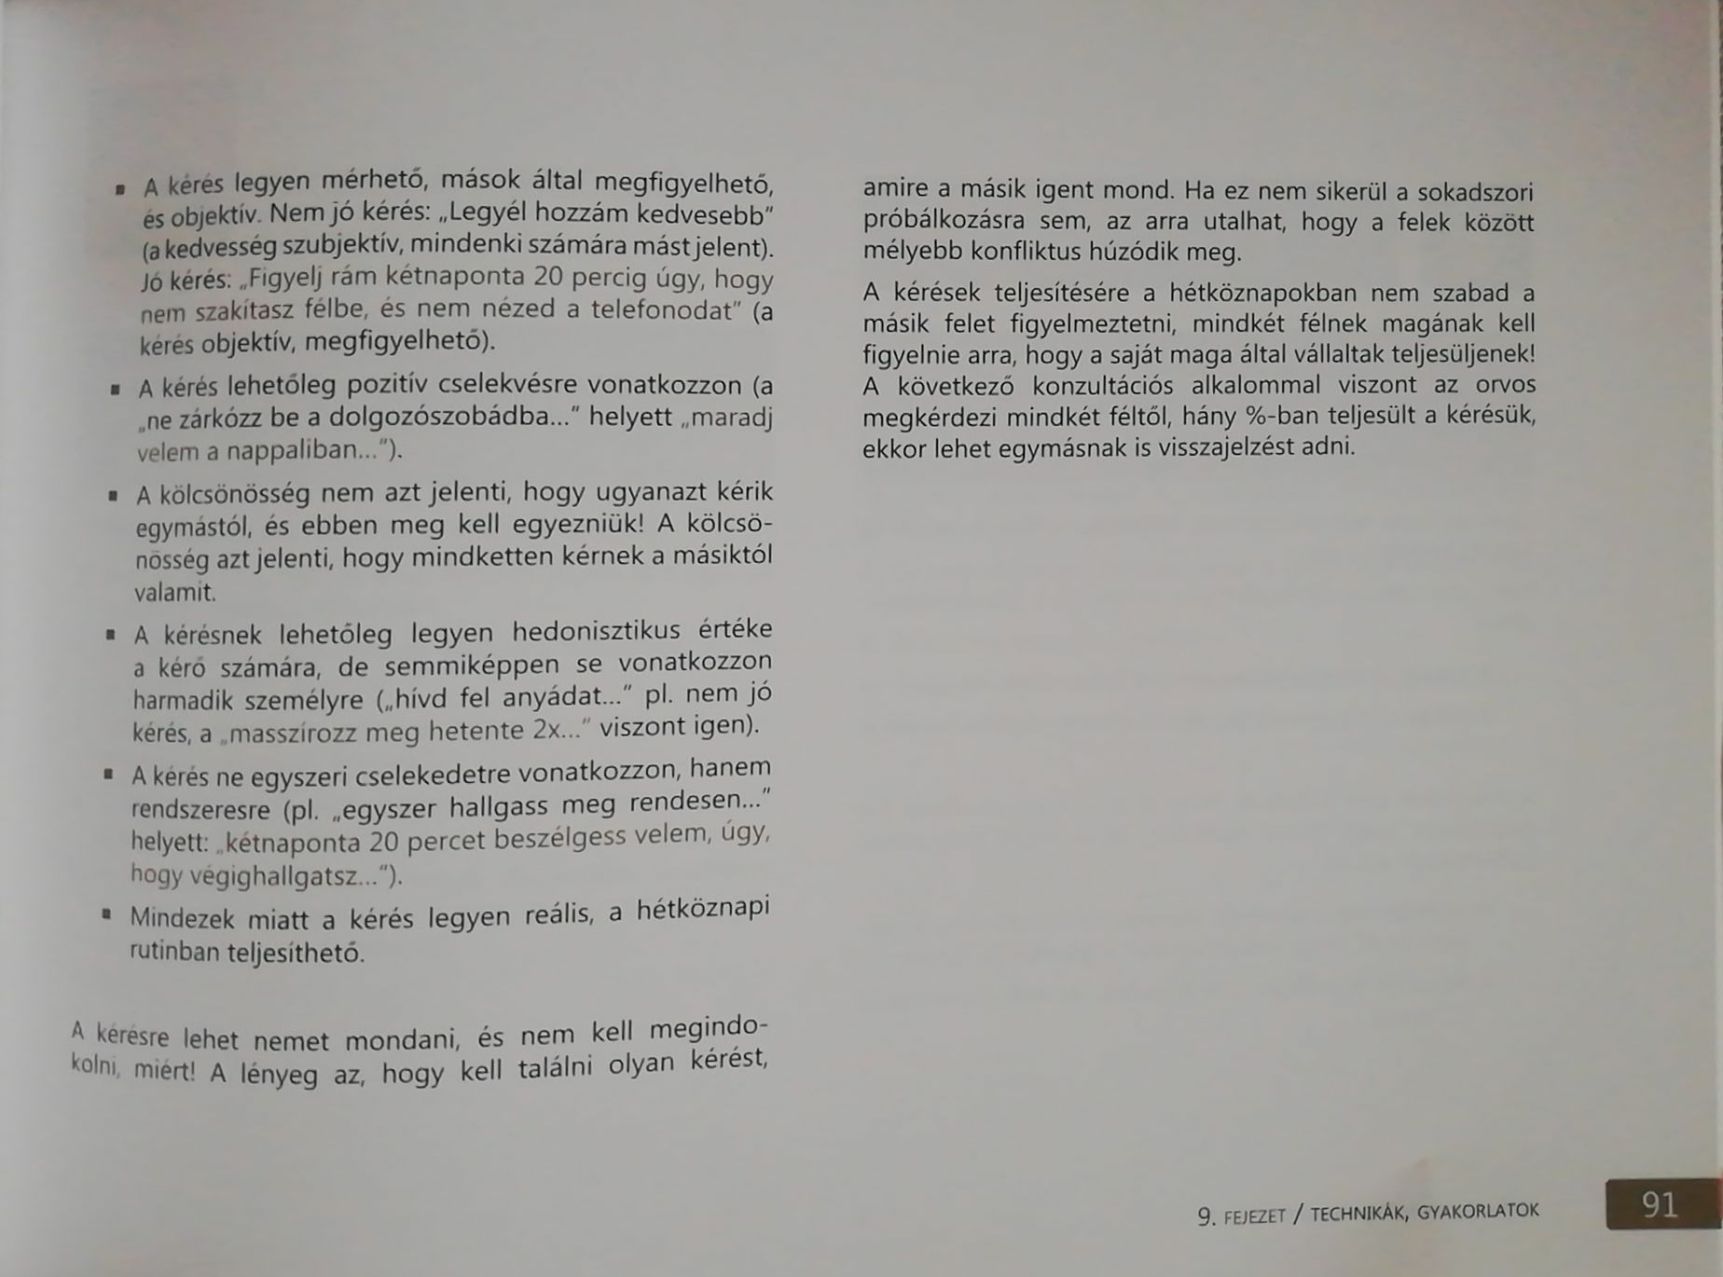 ▪ A kérés legyen mérhető, mások által megfigyelhető,
és objektív. Nem jó kérés: „Legyél hozzám kedvesebb”
(a kedvesség szubjektív, mindenki számára mást jelent).
Jó kérés: „Figyelj rám kétnaponta 20 percig úgy, hogy
nem szakítasz félbe, és nem nézed a telefonodat” (a
kérés objektív, megfigyelhető).
▪ A kérés lehetőleg pozitív cselekvésre vonatkozzon (a
„ne zárkózz be a dolgozószobádba...” helyett „maradj
velem a nappaliban...”).
▪ A kölcsönösség nem azt jelenti, hogy ugyanazt kérik
egymástól, és ebben meg kell egyezniük! A kölcsö-
nösség azt jelenti, hogy mindketten kérnek a másiktól
valamit.
▪ A kérésnek lehetőleg legyen hedonisztikus értéke
a kérő számára, de semmiképpen se vonatkozzon
harmadik személyre („hívd fel anyádat...” pl. nem jó
kérés, a „masszírozz meg hetente 2x...” viszont igen).
▪ A kérés ne egyszeri cselekedetre vonatkozzon, hanem
rendszeresre (pl. „egyszer hallgass meg rendesen...”
helyett: „kétnaponta 20 percet beszélgess velem, úgy,
hogy végighallgatsz...”).
▪ Mindezek miatt a kérés legyen reális, a hétköznapi
rutinban teljesíthető.
A kérésre lehet nemet mondani, és nem kell megindo-
kolni, miért! A lényeg az, hogy kell találni olyan kérést,
amire a másik igent mond. Ha ez nem sikerül a sokadszori
próbálkozásra sem, az arra utalhat, hogy a felek között
mélyebb konfliktus húzódik meg.
A kérések teljesítésére a hétköznapokban nem szabad a
másik felet figyelmeztetni, mindkét félnek magának kell
figyelnie arra, hogy a saját maga által vállaltak teljesüljenek!
A következő konzultációs alkalommal viszont az orvos
megkérdezi mindkét féltől, hány %-ban teljesült a kérésük,
ekkor lehet egymásnak is visszajelzést adni.
9. FEJEZET / TECHNIKÁK, GYAKORLATOK
91